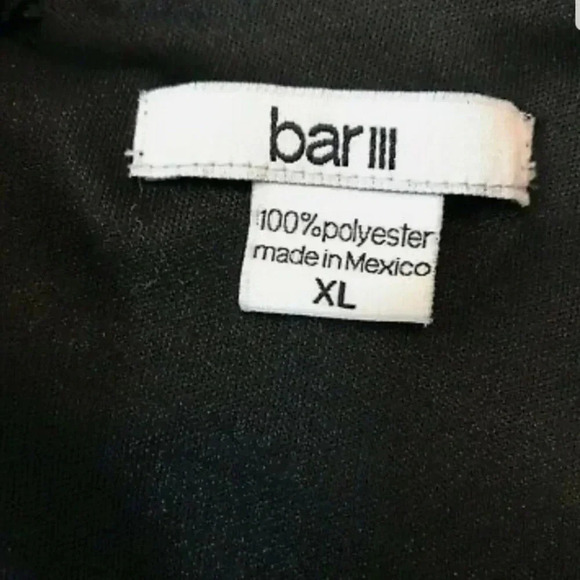 bar III
100% polyester
made in Mexico
XL